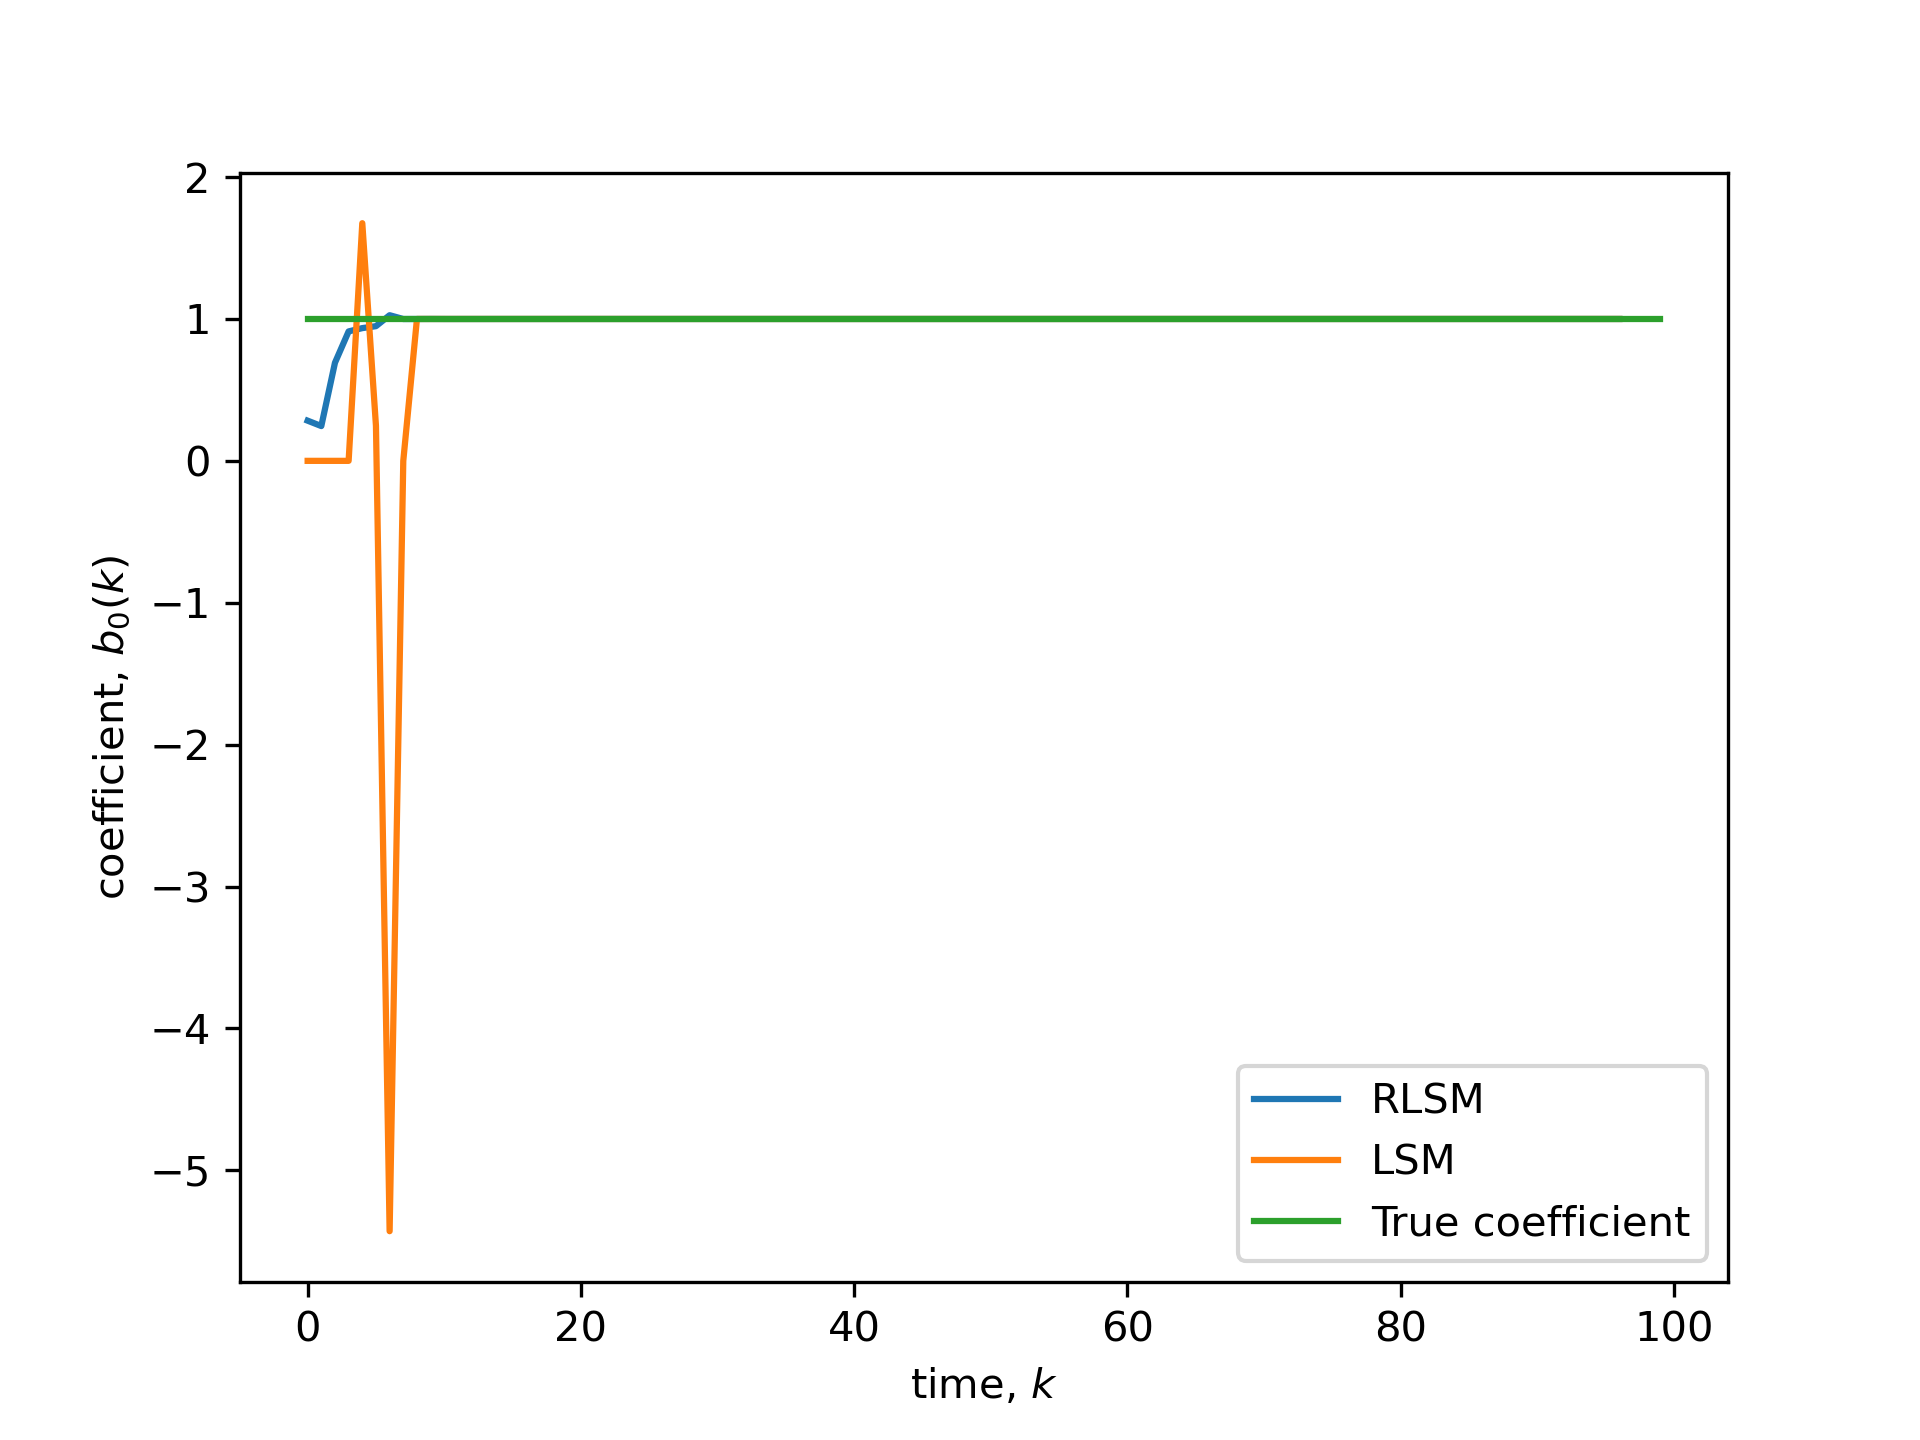 2
1
0
−1
−2
−3
−4
−5
coefficient, b₀(k)
0 20 40 60 80 100
time, k
RLSM
LSM
True coefficient